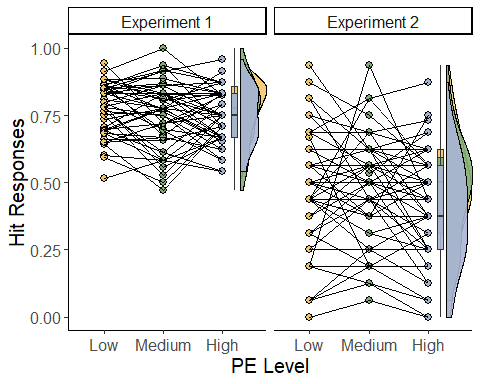 Experiment 1 Experiment 2
1.00
0.75
0.50
0.25
0.00
Hit Responses
Low Medium High Low Medium High
PE Level